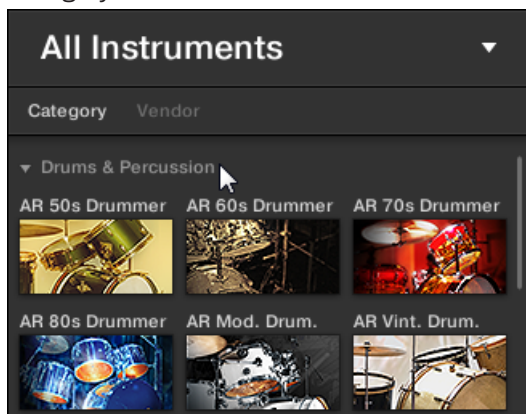 All Instruments
Category Vendor
Drums & Percussion
AR 50s Drummer AR 60s Drummer AR 70s Drummer
AR 80s Drummer AR Mod. Drum. AR Vint. Drum.